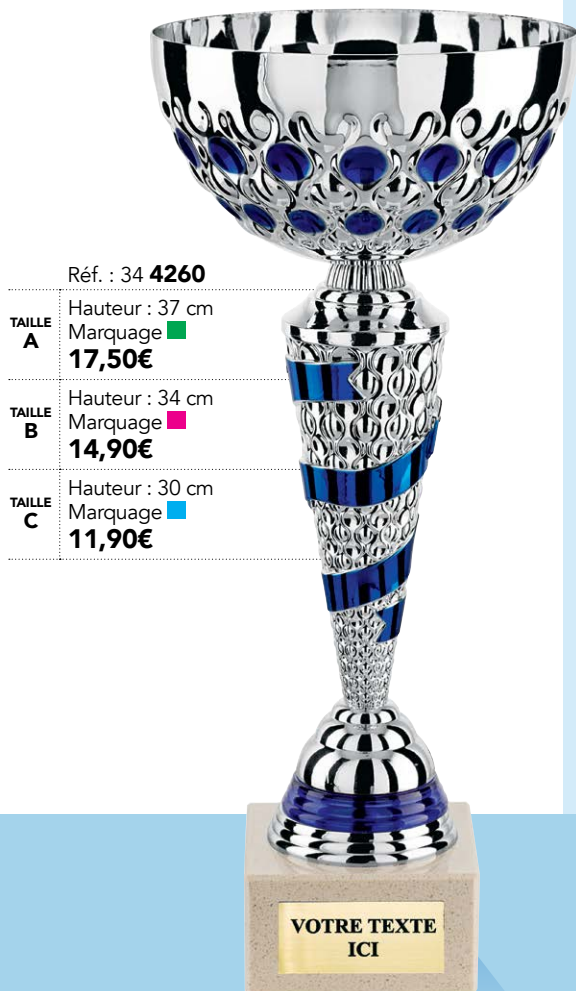 Réf. : 34 4260
TAILLE
A
Hauteur : 37 cm
Marquage
17,50€
TAILLE
B
Hauteur : 34 cm
Marquage
14,90€
TAILLE
C
Hauteur : 30 cm
Marquage
11,90€
VOTRE TEXTE
ICI